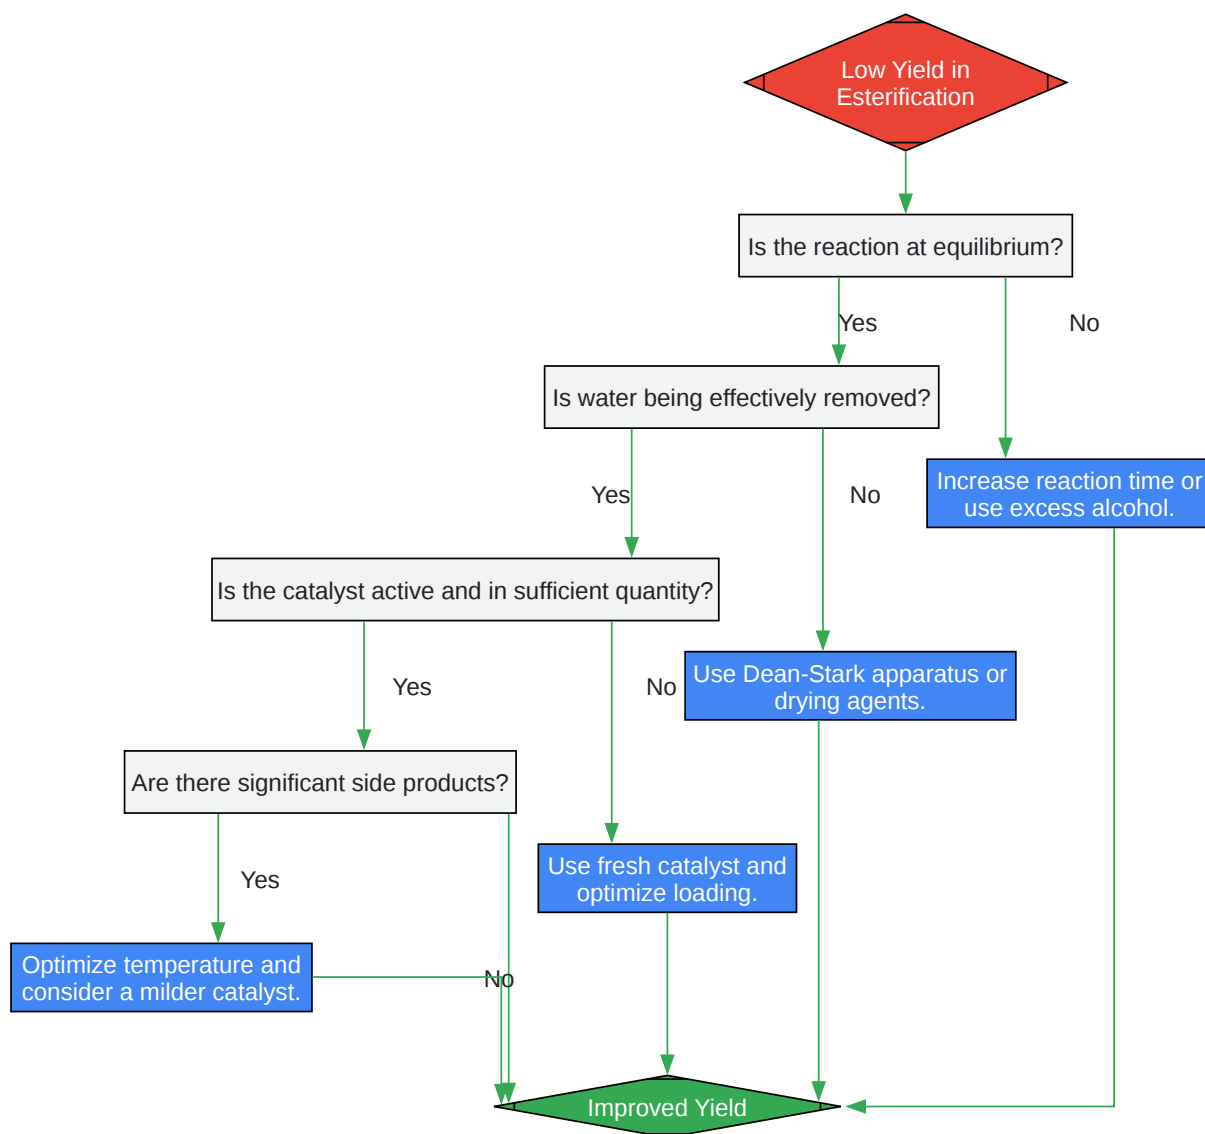 Low Yield in
Esterification
Is the reaction at equilibrium?
Yes
No
Is water being effectively removed?
Increase reaction time or
use excess alcohol.
Yes
No
Is the catalyst active and in sufficient quantity?
Use Dean-Stark apparatus or
drying agents.
Yes
No
Are there significant side products?
Use fresh catalyst and
optimize loading.
Yes
No
Optimize temperature and
consider a milder catalyst.
Improved Yield